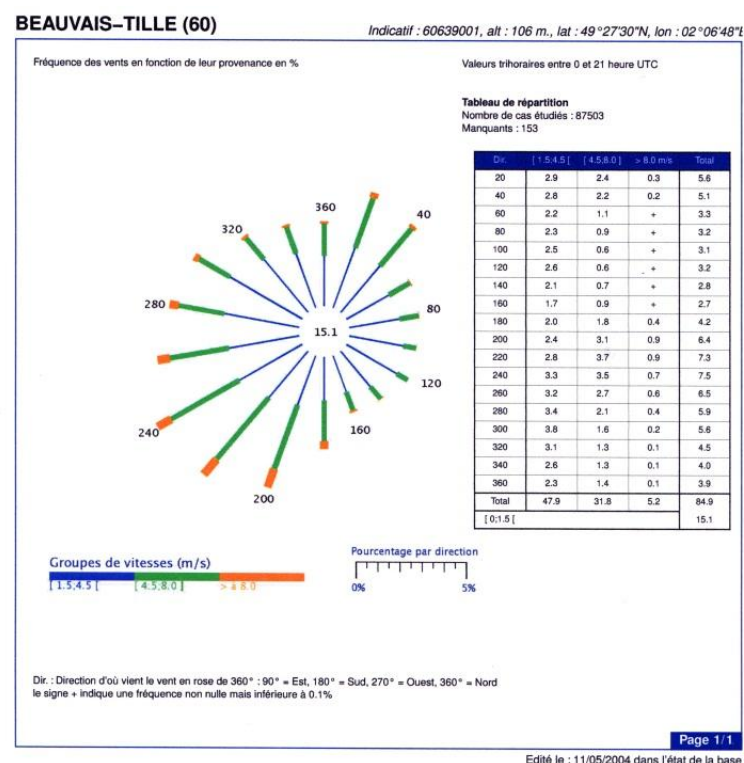 BEAUVAIS–TILLE (60)
Indicatif : 60639001, alt : 106 m., lat : 49°27'30"N, lon : 02°06'48"E
Fréquence des vents en fonction de leur provenance en %
Valeurs trihoraires entre 0 et 21 heure UTC
Tableau de répartition
Nombre de cas étudiés : 87503
Manquants : 153
Dir. [ 1.5;4.5 [ [ 4.5;8.0 ] > 8.0 m/s Total
20 2.9 2.4 0.3 5.6
40 2.8 2.2 0.2 5.1
60 2.2 1.1 + 3.3
80 2.3 0.9 + 3.2
100 2.5 0.6 + 3.1
120 2.6 0.6 + 3.2
140 2.1 0.7 + 2.8
160 1.7 0.9 + 2.7
180 2.0 1.8 0.4 4.2
200 2.4 3.1 0.9 6.4
220 2.8 3.7 0.9 7.3
240 3.3 3.5 0.7 7.5
260 3.2 2.7 0.6 6.5
280 3.4 2.1 0.4 5.9
300 3.8 1.6 0.2 5.6
320 3.1 1.3 0.1 4.5
340 2.6 1.3 0.1 4.0
360 2.3 1.4 0.1 3.9
Total 47.9 31.8 5.2 84.9
[ 0;1.5 [ 15.1
360
40
320
280
80
15.1
120
160
240
200
Groupes de vitesses (m/s)
[ 1.5;4.5 [ [ 4.5;8.0 ] > à 8.0
Pourcentage par direction
0% 5%
Dir. : Direction d'où vient le vent en rose de 360° : 90° = Est, 180° = Sud, 270° = Ouest, 360° = Nord
le signe + indique une fréquence non nulle mais inférieure à 0.1%
Page 1/1
Edité le : 11/05/2004 dans l'état de la base